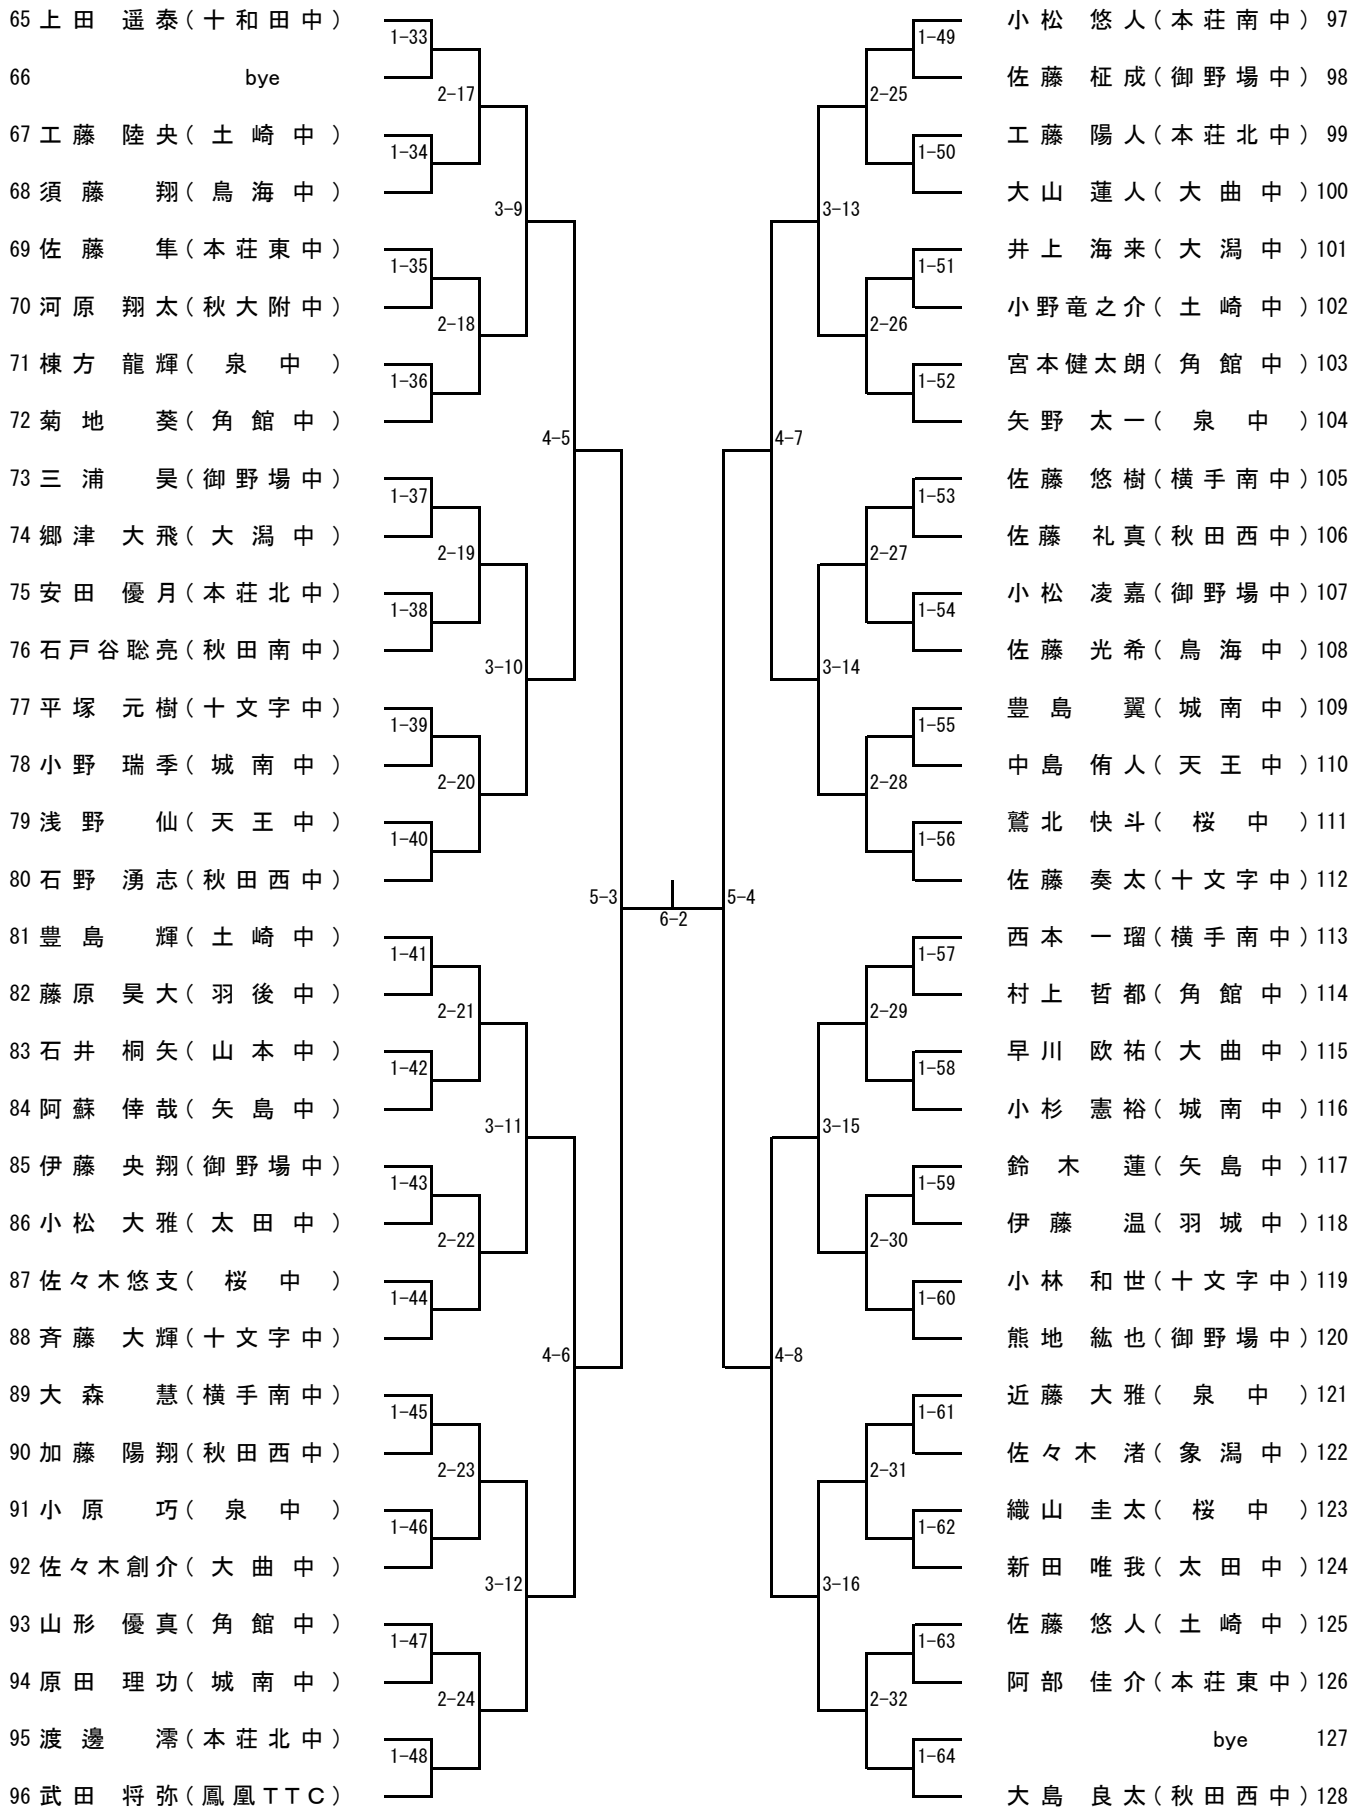 65 上田 遥泰(十和田中)
1-33
66 bye
2-17
67 工藤 陸央(土崎中)
1-34
68 須藤 翔(鳥海中)
3-9
69 佐藤 隼(本荘東中)
1-35
70 河原 翔太(秋大附中)
2-18
71 棟方 龍輝(泉中)
1-36
72 菊地 葵(角館中)
4-5
73 三浦 昊(御野場中)
1-37
74 郷津 大飛(大潟中)
2-19
75 安田 優月(本荘北中)
1-38
76 石戸谷聡亮(秋田南中)
3-10
77 平塚 元樹(十文字中)
1-39
78 小野 瑞季(城南中)
2-20
79 浅野 仙(天王中)
1-40
80 石野 湧志(秋田西中)
5-3
81 豊島 輝(土崎中)
1-41
82 藤原 昊大(羽後中)
2-21
83 石井 桐矢(山本中)
1-42
84 阿蘇 倖哉(矢島中)
3-11
85 伊藤 央翔(御野場中)
1-43
86 小松 大雅(太田中)
2-22
87 佐々木悠支(桜中)
1-44
88 斉藤 大輝(十文字中)
4-6
89 大森 慧(横手南中)
1-45
90 加藤 陽翔(秋田西中)
2-23
91 小原 巧(泉中)
1-46
92 佐々木創介(大曲中)
3-12
93 山形 優真(角館中)
1-47
94 原田 理功(城南中)
2-24
95 渡邊 澪(本荘北中)
1-48
96 武田 将弥(鳳凰TTC)
6-2
小松 悠人(本荘南中) 97
1-49
佐藤 柾成(御野場中) 98
2-25
工藤 陽人(本荘北中) 99
1-50
大山 蓮人(大曲中) 100
3-13
井上 海来(大潟中) 101
1-51
小野竜之介(土崎中) 102
2-26
宮本健太朗(角館中) 103
1-52
矢野 太一(泉中) 104
4-7
佐藤 悠樹(横手南中) 105
1-53
佐藤 礼真(秋田西中) 106
2-27
小松 凌嘉(御野場中) 107
1-54
佐藤 光希(鳥海中) 108
3-14
豊島 翼(城南中) 109
1-55
中島 侑人(天王中) 110
2-28
鷲北 快斗(桜中) 111
1-56
佐藤 奏太(十文字中) 112
5-4
西本 一瑠(横手南中) 113
1-57
村上 哲都(角館中) 114
2-29
早川 欧祐(大曲中) 115
1-58
小杉 憲裕(城南中) 116
3-15
鈴木 蓮(矢島中) 117
1-59
伊藤 温(羽城中) 118
2-30
小林 和世(十文字中) 119
1-60
熊地 紘也(御野場中) 120
4-8
近藤 大雅(泉中) 121
1-61
佐々木 渚(象潟中) 122
2-31
織山 圭太(桜中) 123
1-62
新田 唯我(太田中) 124
3-16
佐藤 悠人(土崎中) 125
1-63
阿部 佳介(本荘東中) 126
2-32
bye 127
1-64
大島 良太(秋田西中) 128